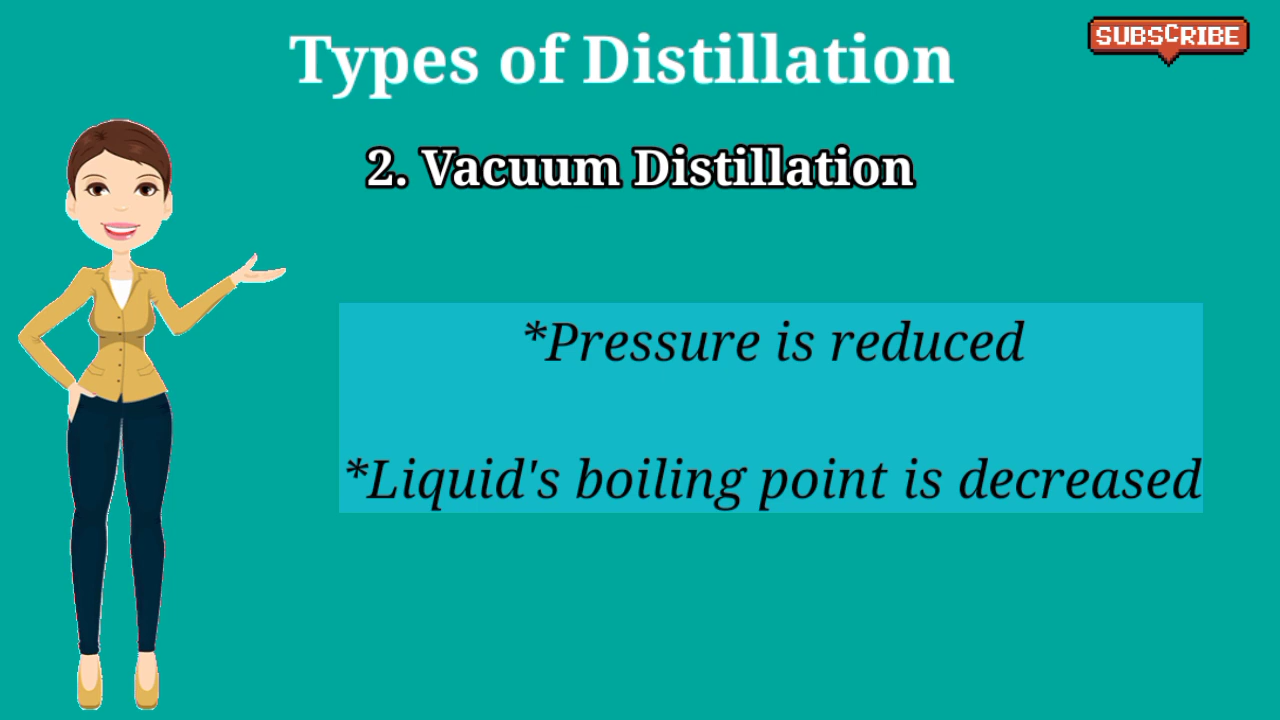 Types of Distillation
SUBSCRIBE
2. Vacuum Distillation
*Pressure is reduced
*Liquid's boiling point is decreased